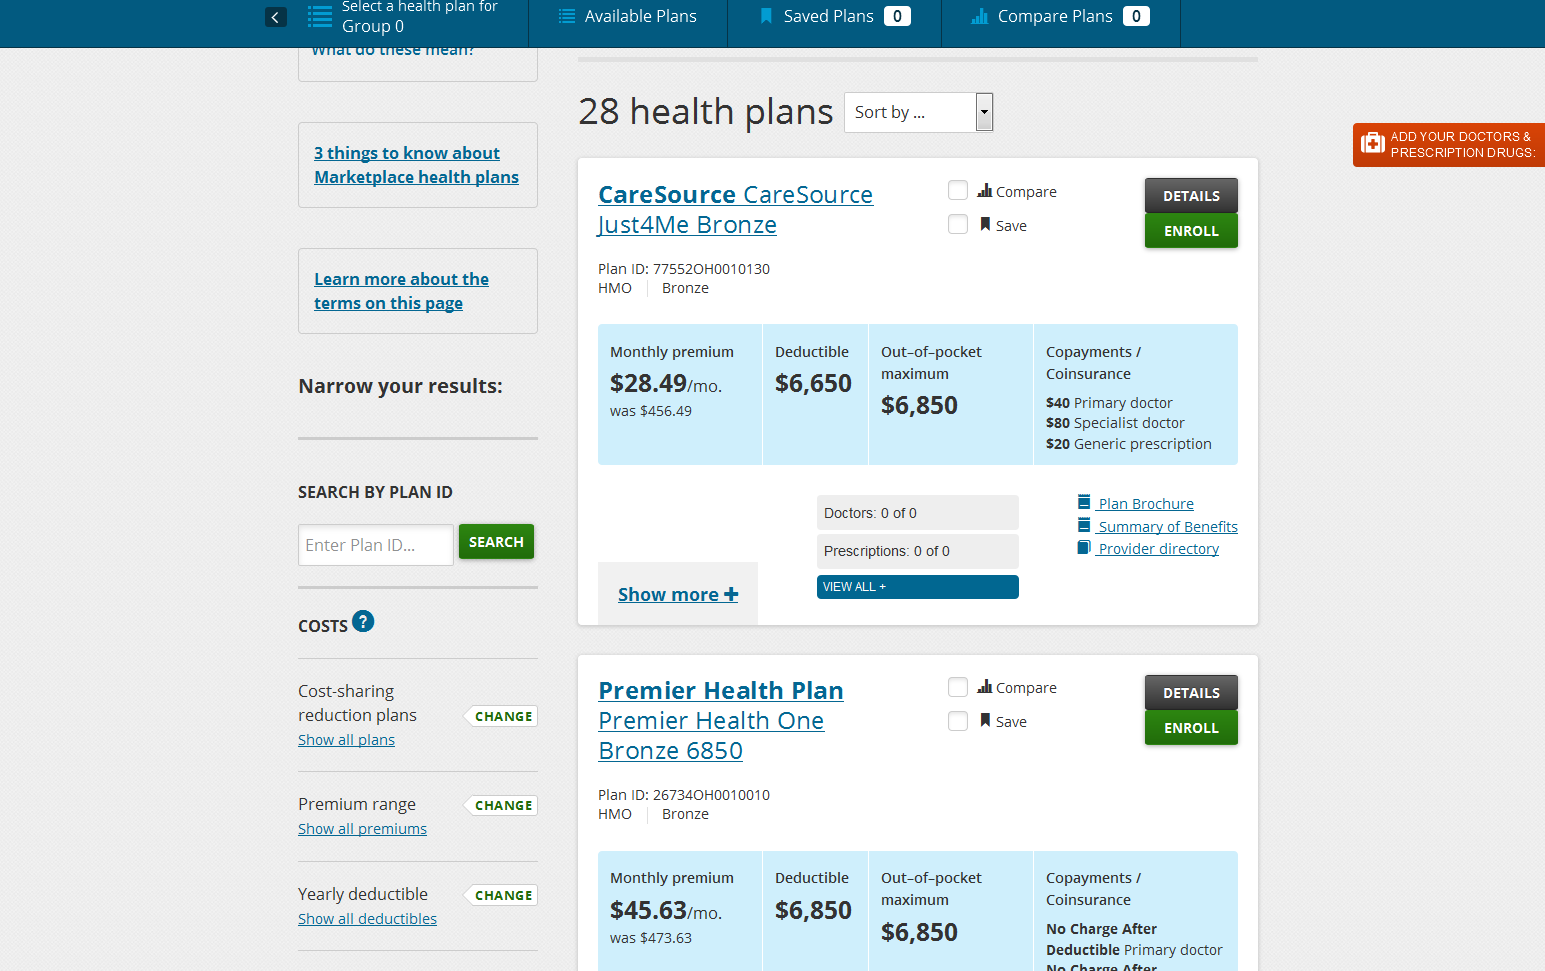 Select a health plan for
Group 0
Available Plans
Saved Plans 0
Compare Plans 0
What do these mean?
3 things to know about
Marketplace health plans
Learn more about the
terms on this page
Narrow your results:
SEARCH BY PLAN ID
Enter Plan ID...
SEARCH
COSTS ?
Cost-sharing
reduction plans
CHANGE
Show all plans
Premium range
CHANGE
Show all premiums
Yearly deductible
CHANGE
Show all deductibles
28 health plans
Sort by ...
ADD YOUR DOCTORS &
PRESCRIPTION DRUGS:
CareSource CareSource
Just4Me Bronze
Compare
Save
DETAILS
ENROLL
Plan ID: 77552OH0010130
HMO Bronze
Monthly premium
$28.49/mo.
was $456.49
Deductible
$6,650
Out-of-pocket
maximum
$6,850
Copayments /
Coinsurance
$40 Primary doctor
$80 Specialist doctor
$20 Generic prescription
Doctors: 0 of 0
Prescriptions: 0 of 0
VIEW ALL +
Plan Brochure
Summary of Benefits
Provider directory
Show more +
Premier Health Plan
Premier Health One
Bronze 6850
Compare
Save
DETAILS
ENROLL
Plan ID: 26734OH0010010
HMO Bronze
Monthly premium
$45.63/mo.
was $473.63
Deductible
$6,850
Out-of-pocket
maximum
$6,850
Copayments /
Coinsurance
No Charge After
Deductible Primary doctor
No Charge After